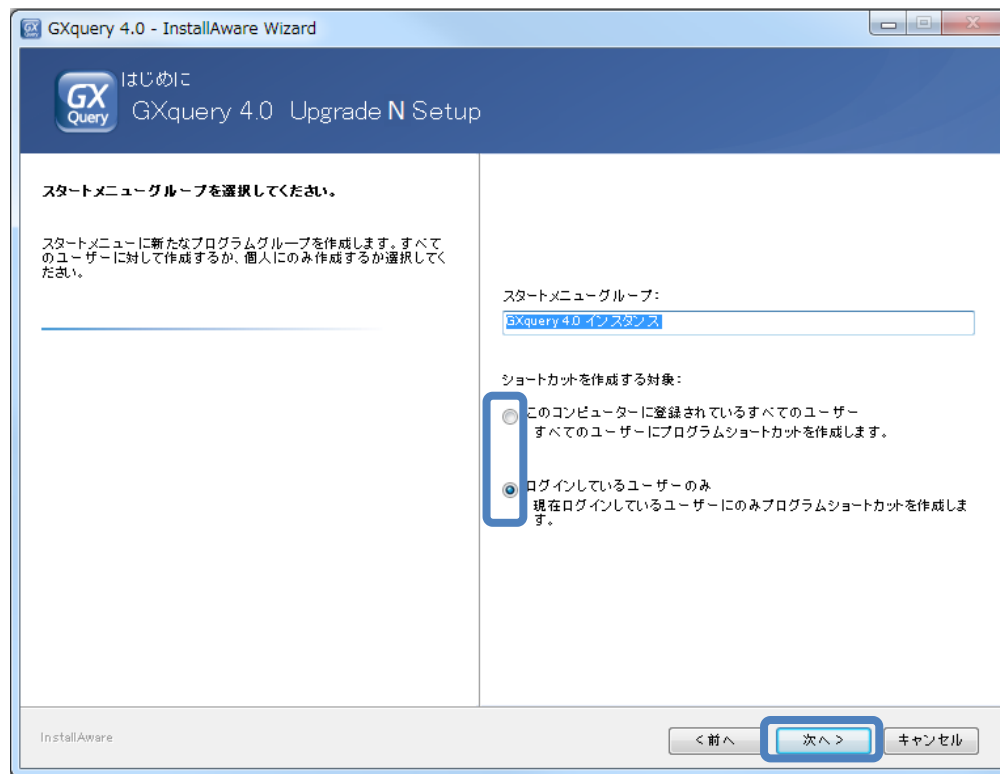 GXquery 4.0 - InstallAware Wizard
GX
Query
はじめに
GXquery 4.0 Upgrade N Setup
スタートメニューグループを選択してください。
スタートメニューに新たなプログラムグループを作成します。すべて
のユーザーに対して作成するか、個人にのみ作成するか選択してく
ださい。
スタートメニューグループ:
GXquery 4.0 インスタンス
ショートカットを作成する対象:
このコンピューターに登録されているすべてのユーザー
すべてのユーザーにプログラムショートカットを作成します。
ログインしているユーザーのみ
現在ログインしているユーザーにのみプログラムショートカットを作成しま
す。
InstallAware
<前へ
次へ>
キャンセル